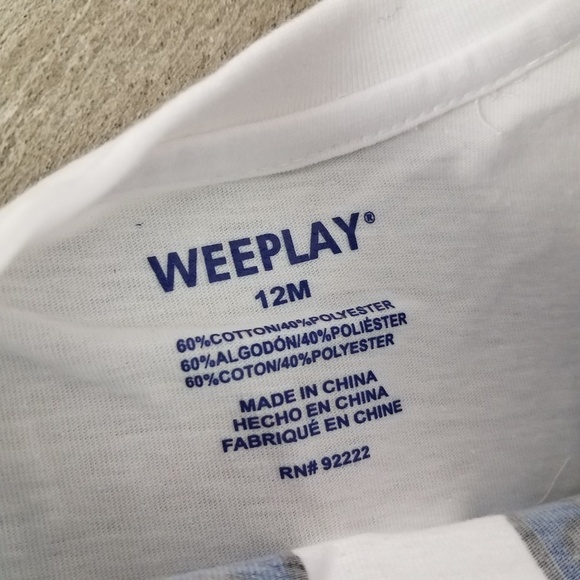 WEEPLAY®
12M
60%COTTON/40%POLYESTER
60%ALGODÓN/40%POLIÉSTER
60%COTON/40%POLYESTER
MADE IN CHINA
HECHO EN CHINA
FABRIQUÉ EN CHINE
RN# 92222